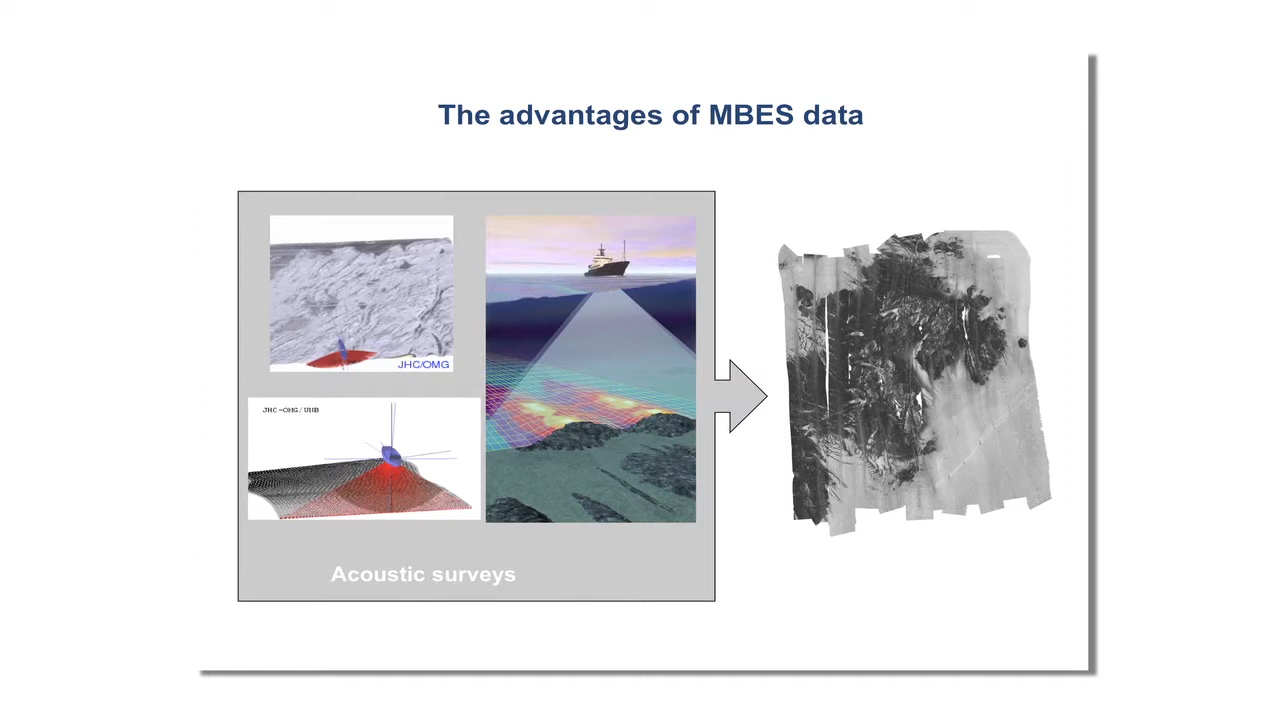 The advantages of MBES data
JHC/OMG
JHC-OMG/UNB
Acoustic surveys